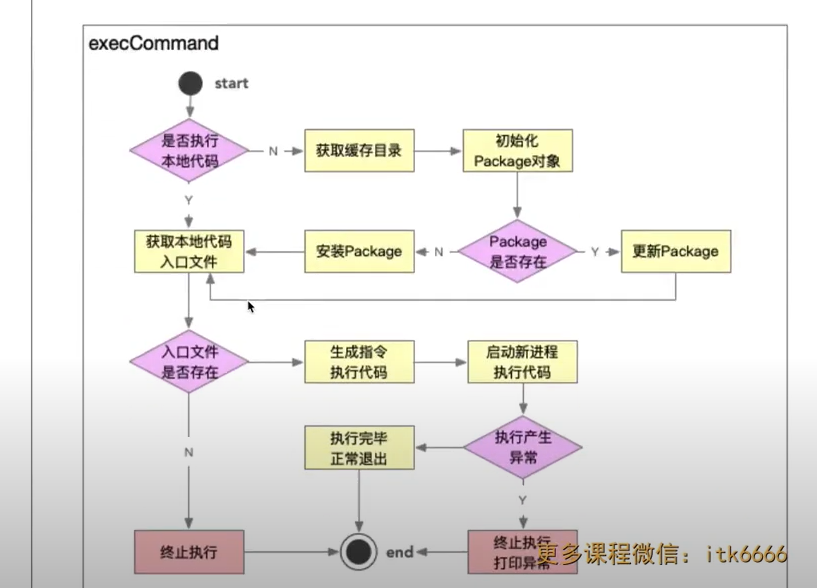 execCommand
start
是否执行
本地代码
N
获取缓存目录
初始化
Package对象
Y
获取本地代码
入口文件
安装Package
N
Package
是否存在
Y
更新Package
入口文件
是否存在
生成指令
执行代码
启动新进程
执行代码
N
执行完毕
正常退出
执行产生
异常
Y
终止执行
end
终止执行
打印异常
更多课程微信：itk6666